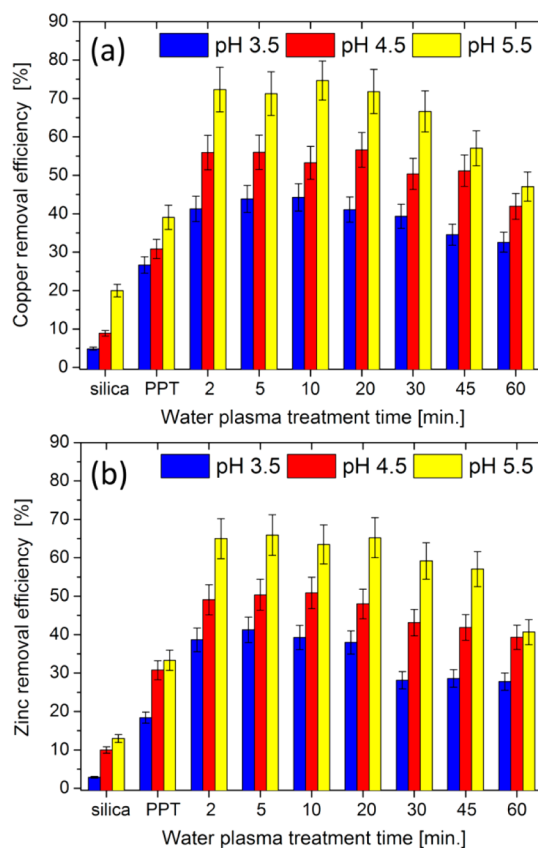 (a)
pH 3.5 pH 4.5 pH 5.5
Copper removal efficiency [%]
90
80
70
60
50
40
30
20
10
0
silica PPT 2 5 10 20 30 45 60
Water plasma treatment time [min.]
(b)
pH 3.5 pH 4.5 pH 5.5
Zinc removal efficiency [%]
90
80
70
60
50
40
30
20
10
0
silica PPT 2 5 10 20 30 45 60
Water plasma treatment time [min.]